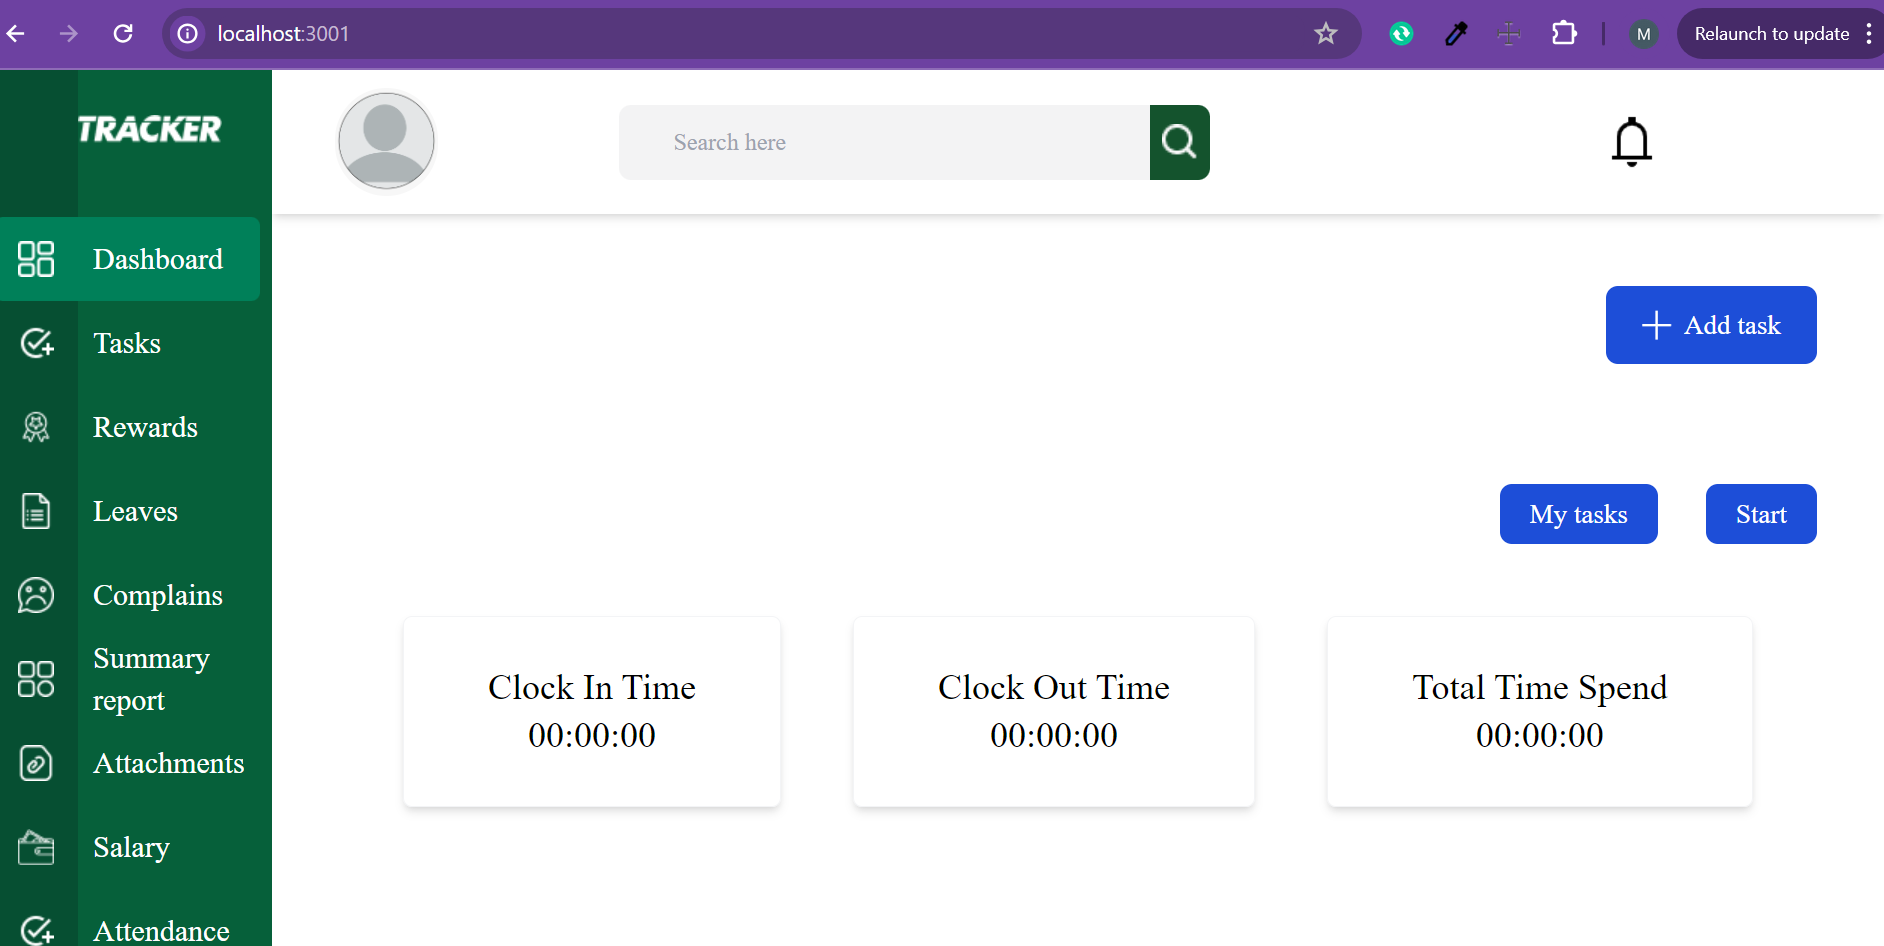 localhost:3001
M
Relaunch to update
TRACKER
Search here
Dashboard
Tasks
Rewards
Leaves
Complains
Summary
report
Attachments
Salary
Attendance
Add task
My tasks
Start
Clock In Time
00:00:00
Clock Out Time
00:00:00
Total Time Spend
00:00:00